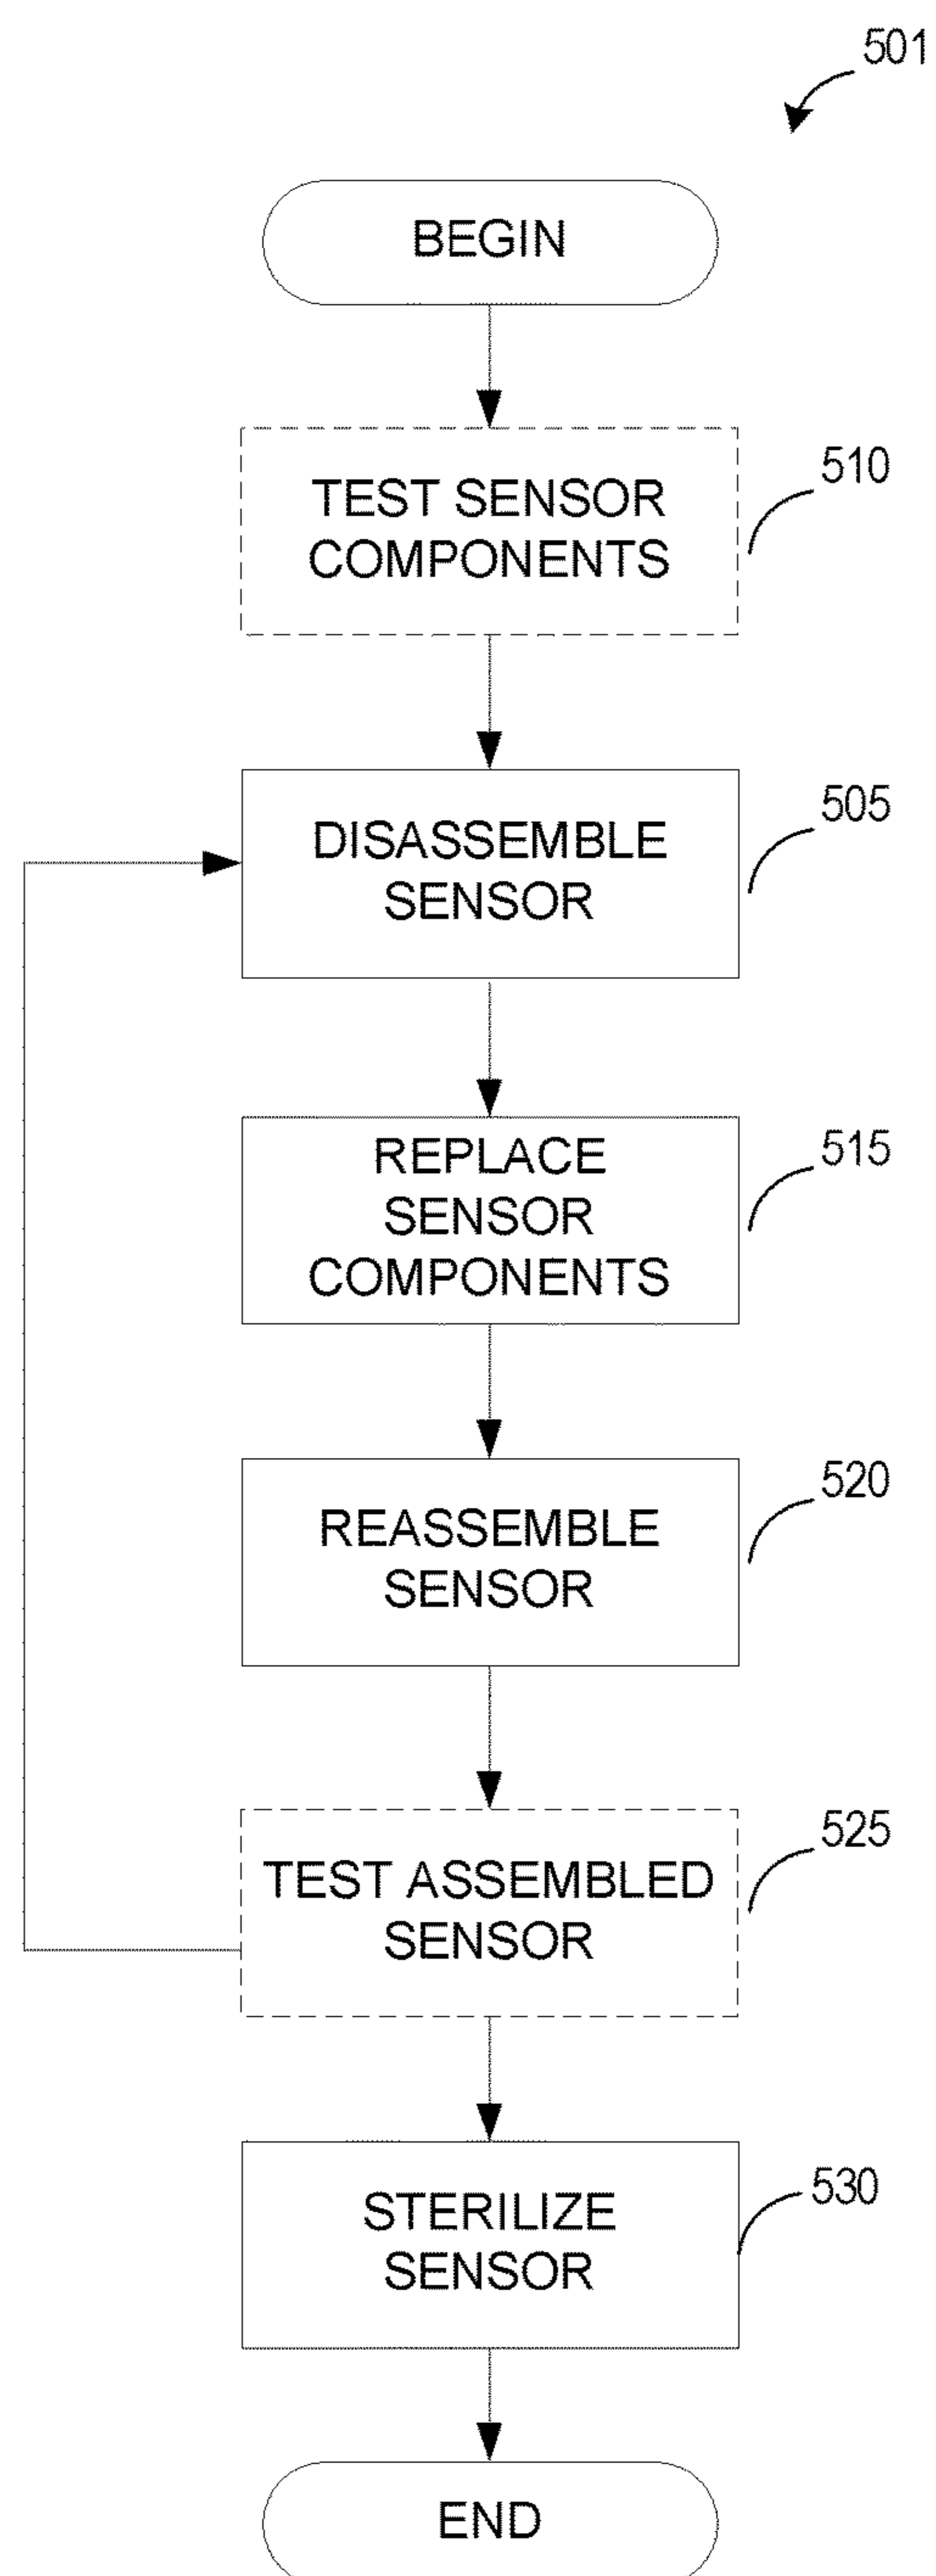 501
BEGIN
TEST SENSOR
COMPONENTS
510
DISASSEMBLE
SENSOR
505
REPLACE
SENSOR
COMPONENTS
515
REASSEMBLE
SENSOR
520
TEST ASSEMBLED
SENSOR
525
STERILIZE
SENSOR
530
END